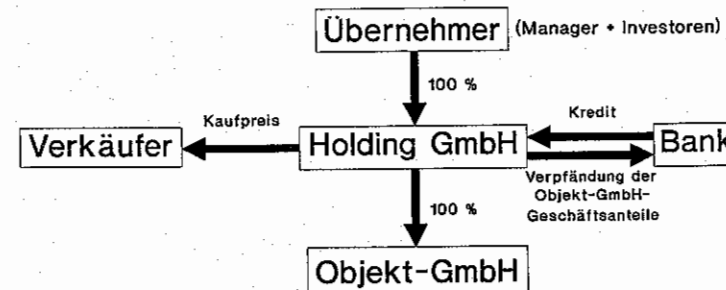 Übernehmer (Manager + Investoren)
100 %
Kaufpreis
Kredit
Verkäufer
Holding GmbH
Bank
Verpfändung der
Objekt-GmbH-
Geschäftsanteile
100 %
Objekt-GmbH